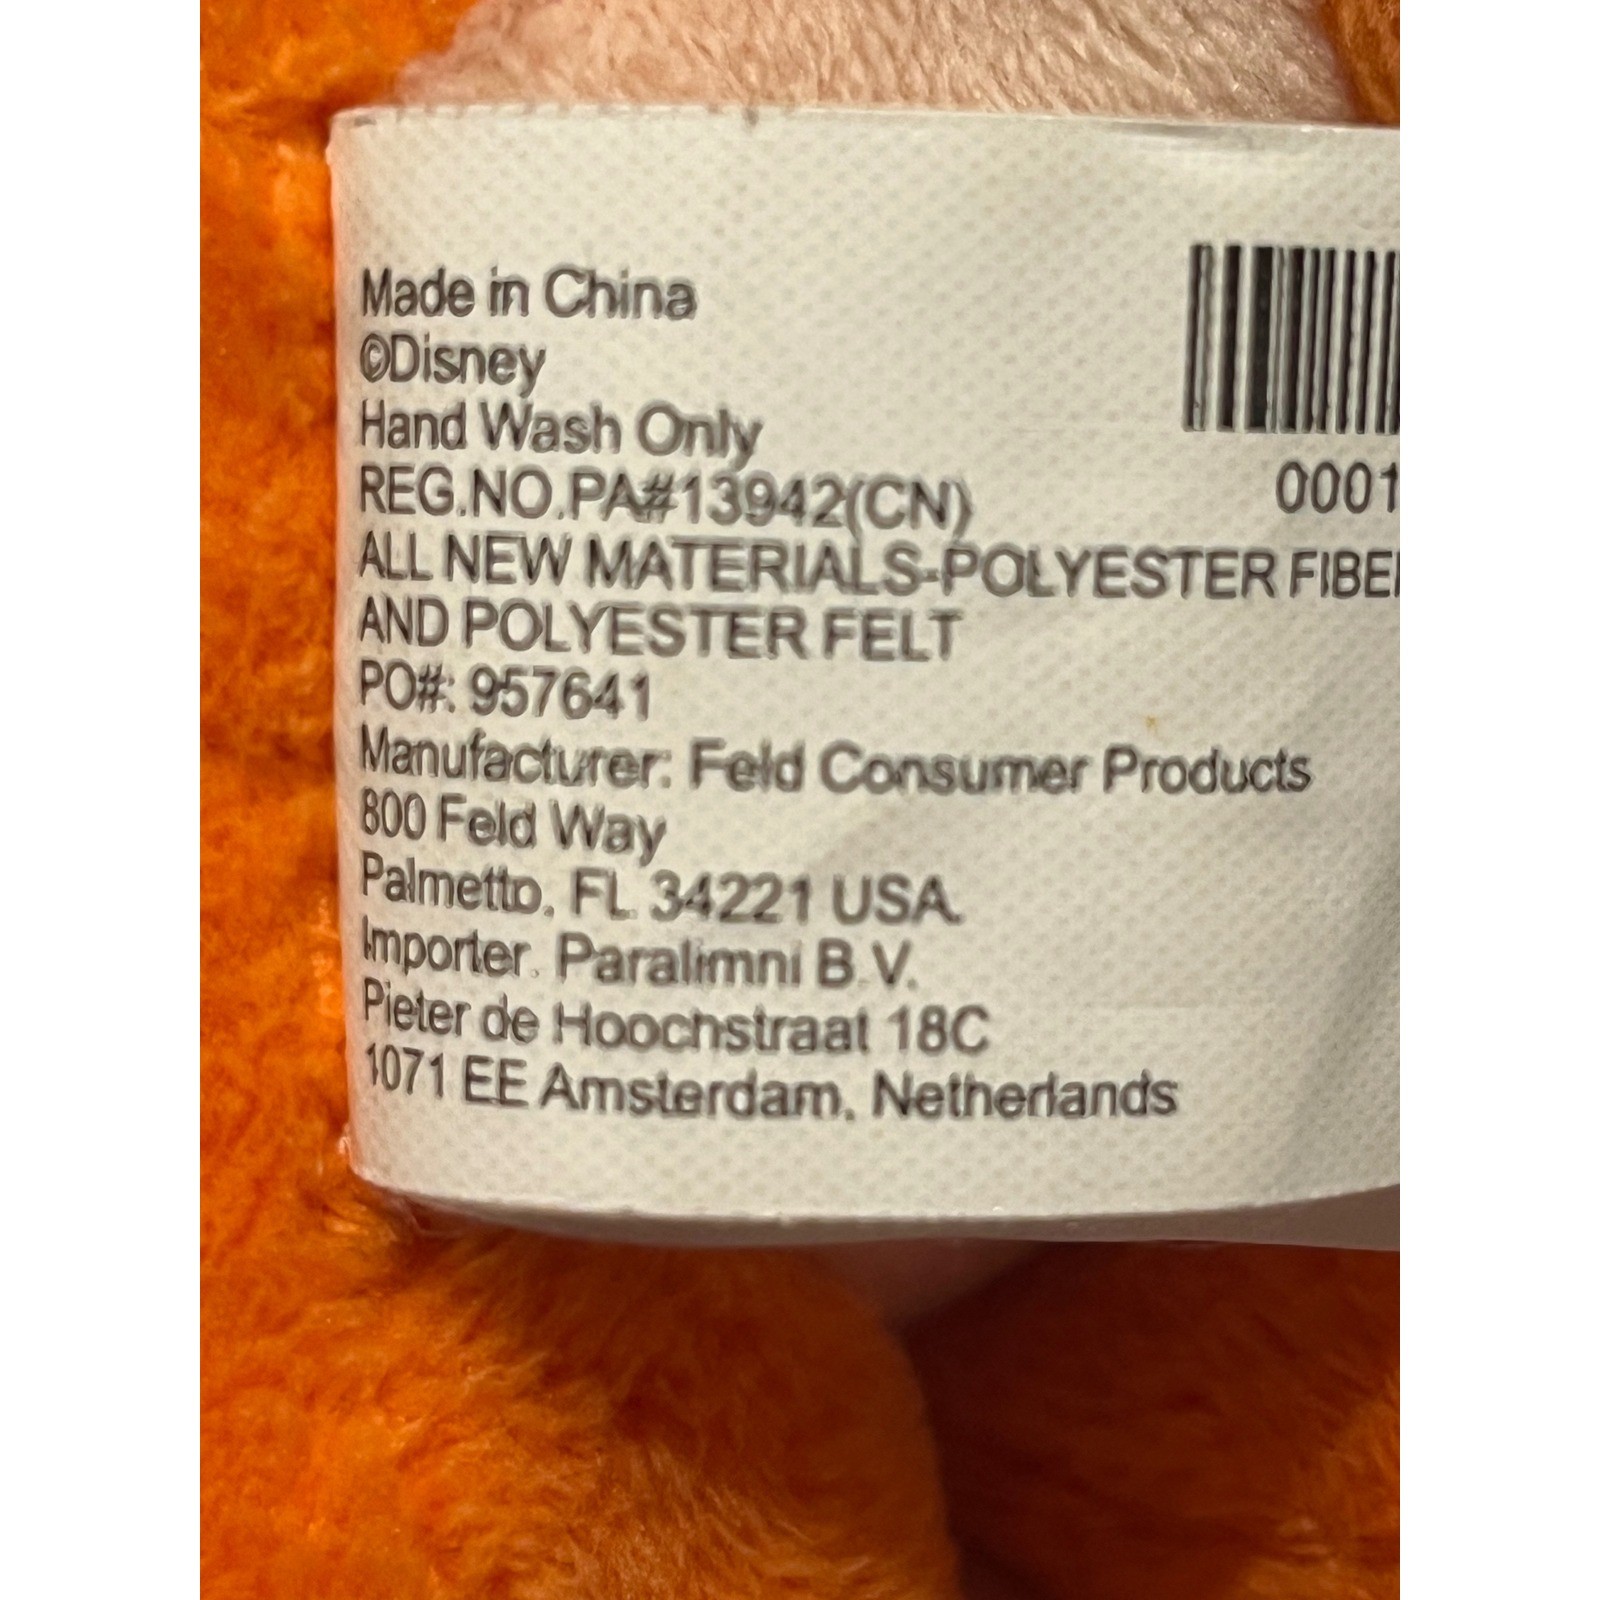 Made in China
©Disney
Hand Wash Only
REG.NO.PA#13942(CN)
ALL NEW MATERIALS-POLYESTER FIBER
AND POLYESTER FELT
PO#: 957641
Manufacturer: Feld Consumer Products
800 Feld Way
Palmetto, FL 34221 USA.
Importer: Paralimni B.V.
Pieter de Hoochstraat 18C
1071 EE Amsterdam, Netherlands
0001